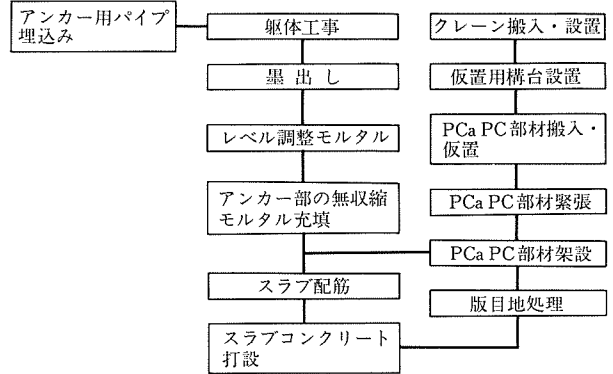 アンカー用パイプ
埋込み
躯体工事
墨出し
レベル調整モルタル
アンカー部の無収縮
モルタル充填
スラブ配筋
スラブコンクリート
打設
クレーン搬入・設置
仮置用構台設置
PCa PC部材搬入・
仮置
PCa PC部材緊張
PCa PC部材架設
版目地処理